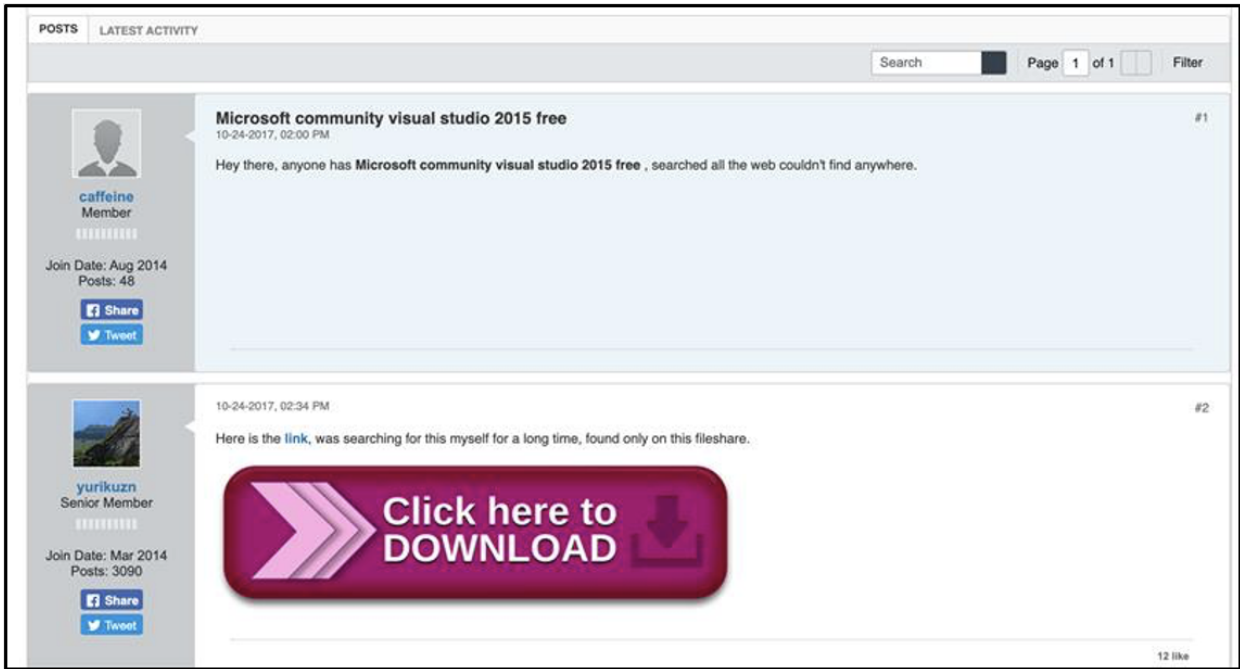 POSTS LATEST ACTIVITY
Search Page 1 of 1 Filter
Microsoft community visual studio 2015 free #1
10-24-2017, 02:00 PM
Hey there, anyone has Microsoft community visual studio 2015 free , searched all the web couldn't find anywhere.
caffeine
Member
Join Date: Aug 2014
Posts: 48
Share
Tweet
10-24-2017, 02:34 PM #2
Here is the link, was searching for this myself for a long time, found only on this fileshare.
yurikuzn
Senior Member
Join Date: Mar 2014
Posts: 3090
Share
Tweet
Click here to
DOWNLOAD
12 like